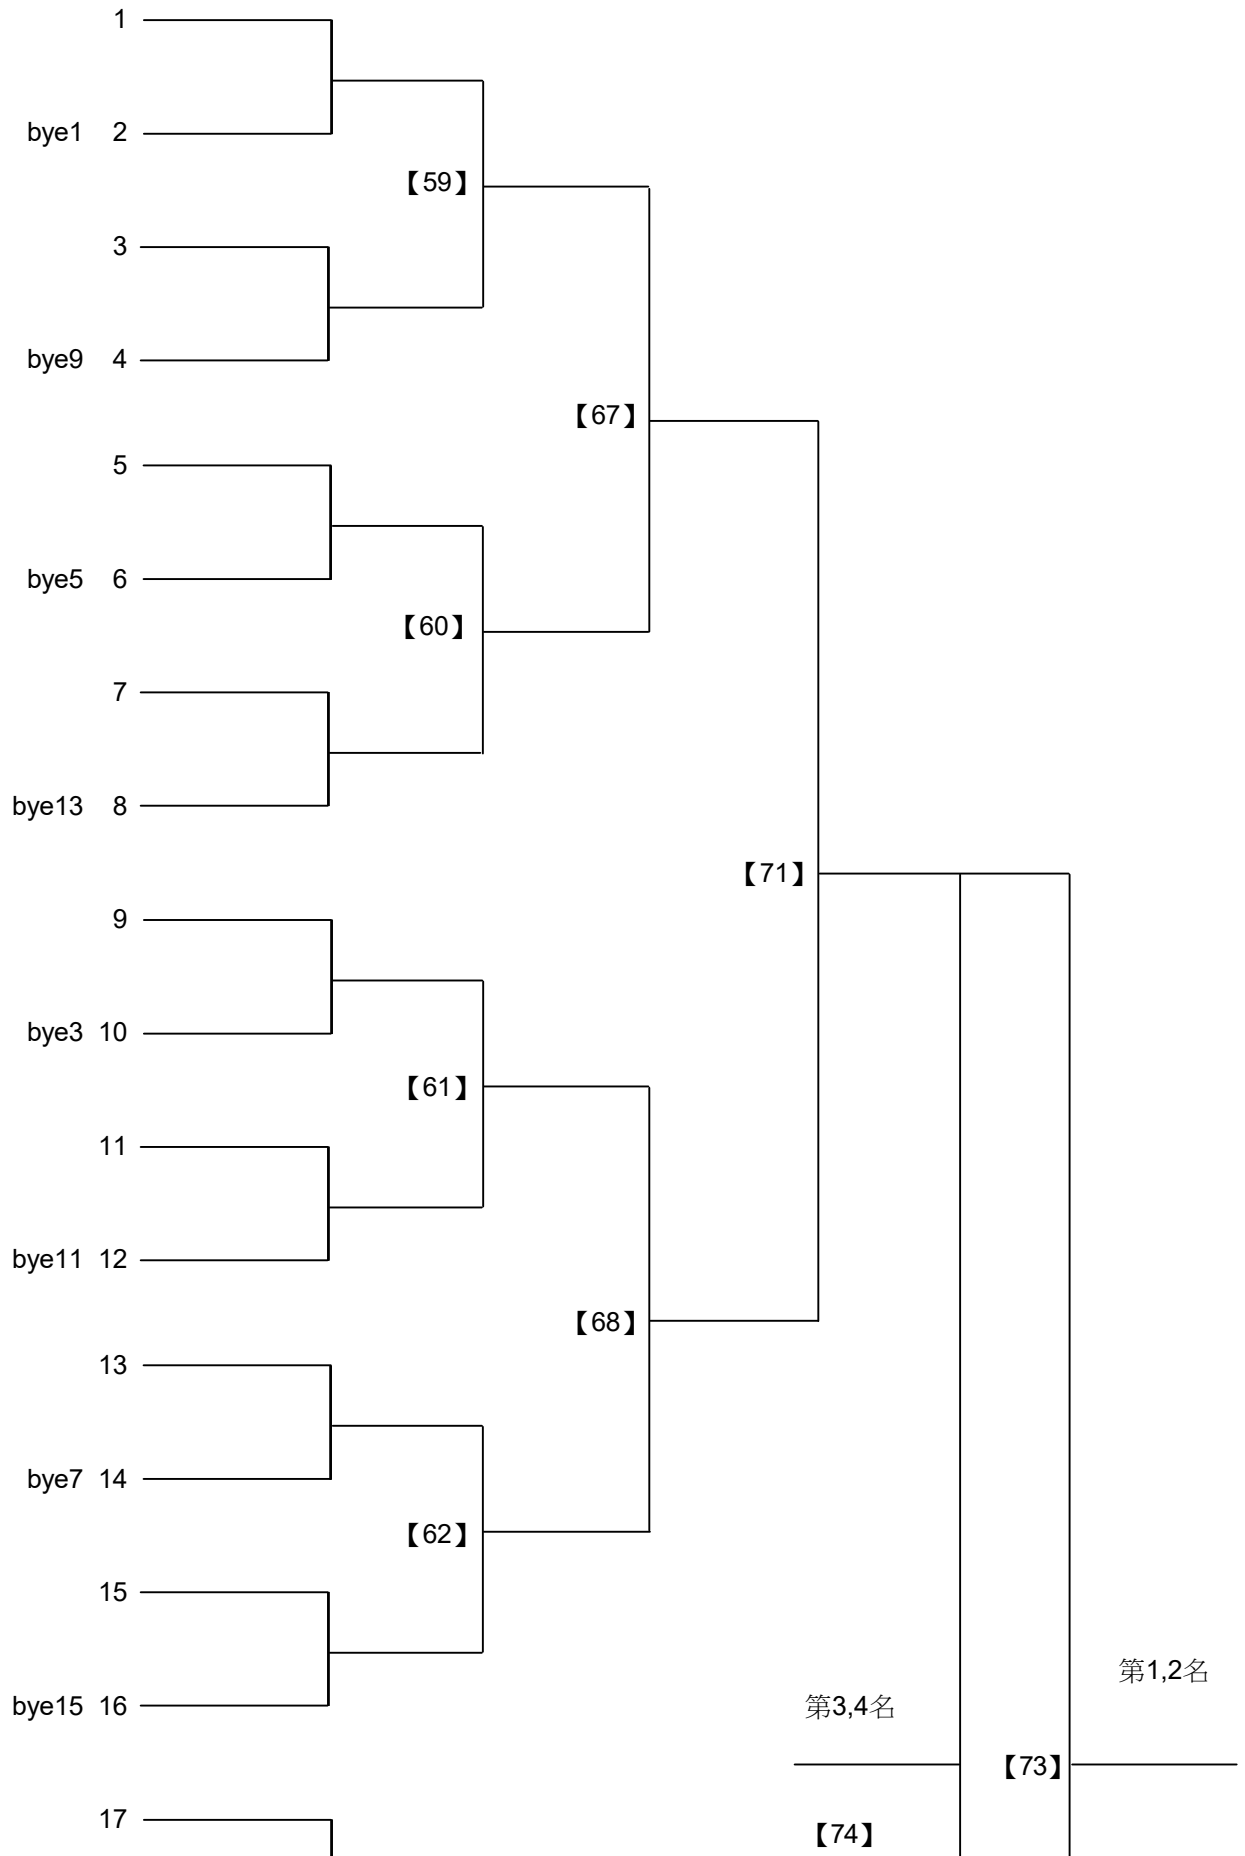 1
bye1 2
【59】
3
bye9 4
【67】
5
bye5 6
【60】
7
bye13 8
【71】
9
bye3 10
【61】
11
bye11 12
【68】
13
bye7 14
【62】
15
第1,2名
bye15 16
第3,4名
【73】
17
【74】